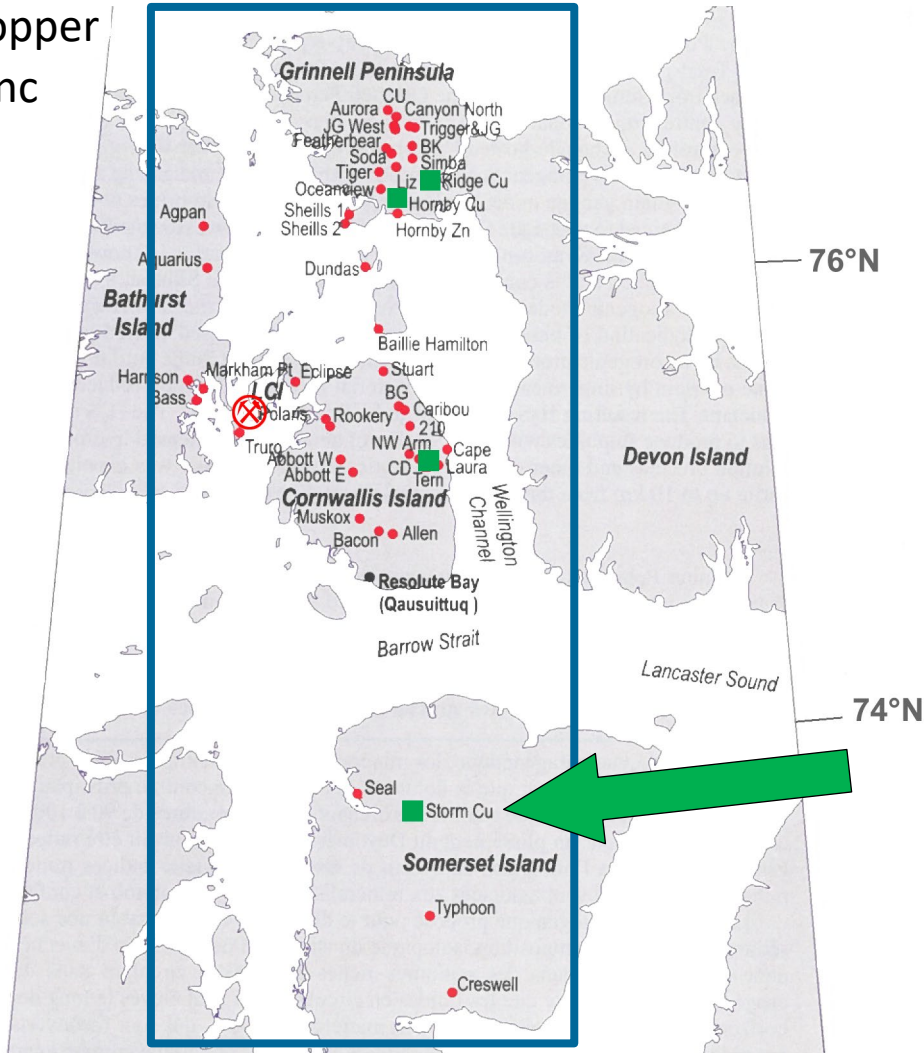 opper
nc
Grinnell Peninsula
CU
Aurora
Canyon North
JG West
Trigger&JG
Featherbear
BK
Soda
Simba
Tiger
Liz
Ridge Cu
Oceanview
Hornby Cu
Sheills 1
Sheills 2
Hornby Zn
Agpan
Aquarius
Dundas
76°N
Bathurst
Island
Baillie Hamilton
Harrison
Markham Pt
Eclipse
Stuart
Bass
LCI
Polaris
BG
Caribou
Rookery
210
Truro
NW Arm
Cape
Abbott W
CD
Laura
Abbott E
Tern
Devon Island
Cornwallis Island
Wellington
Channel
Muskox
Bacon
Allen
Resolute Bay
(Qausuittuq )
Barrow Strait
Lancaster Sound
74°N
Seal
Storm Cu
Somerset Island
Typhoon
Creswell